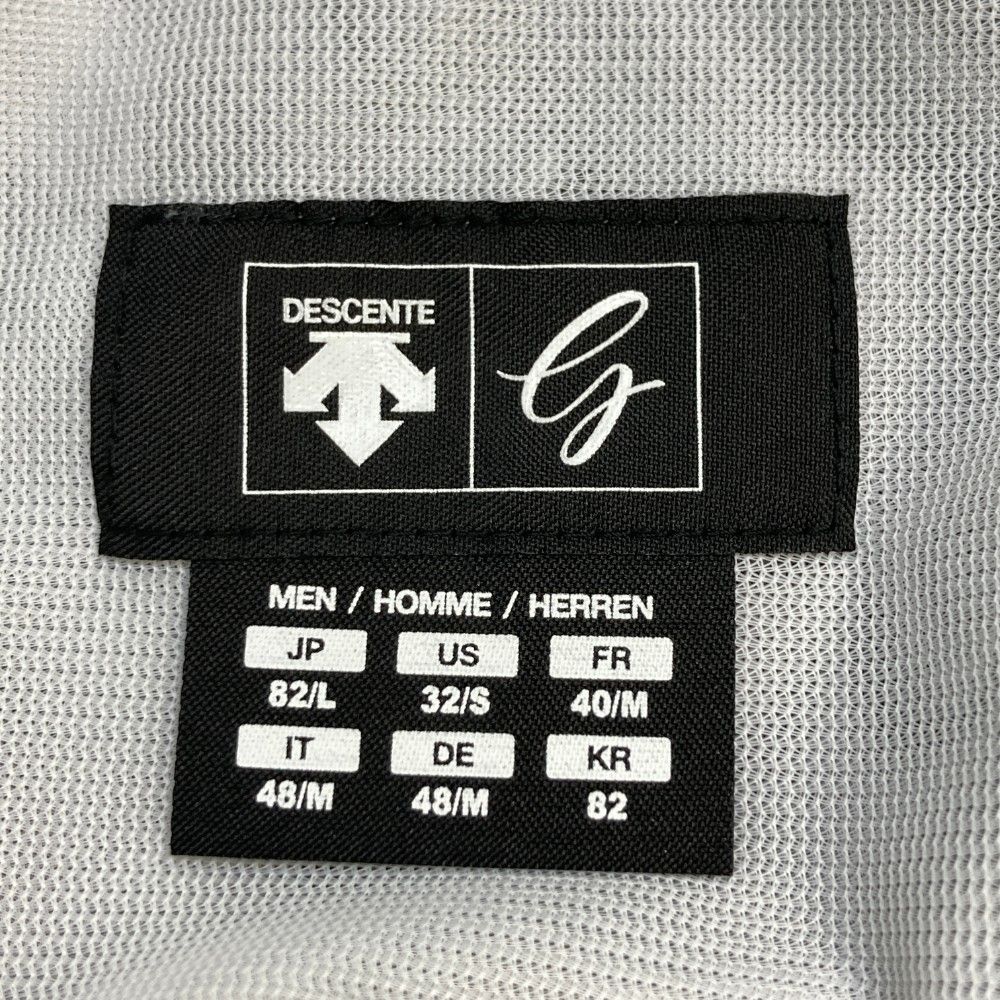 DESCENTE
G
MEN / HOMME / HERREN
JP US FR
82/L 32/S 40/M
IT DE KR
48/M 48/M 82